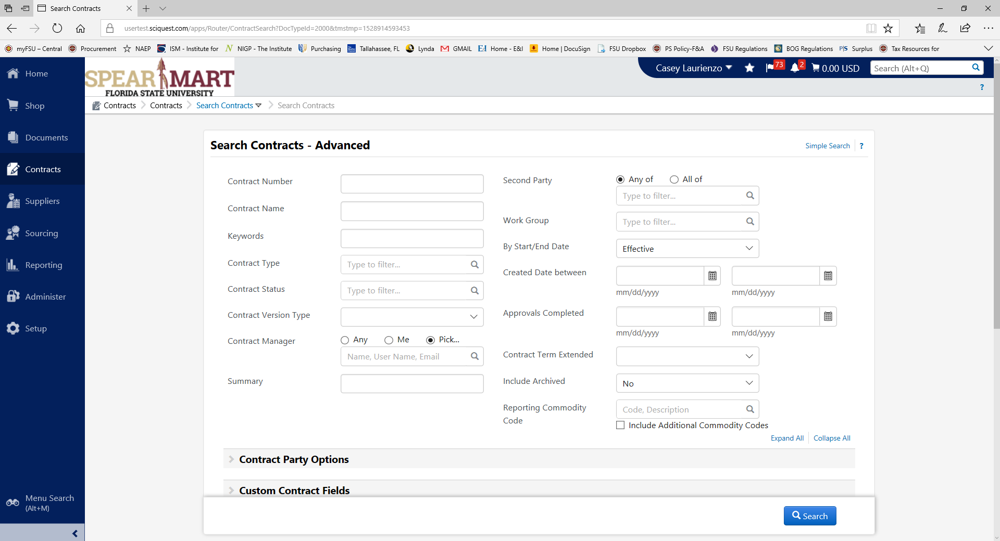 Search Contracts
usertest.sciquest.com/apps/Router/ContractSearch?DocTypeId=2000&tmstmp=1528914593453
myFSU – Central Procurement NAEP ISM - Institute for NIGP - The Institute Purchasing Tallahassee, FL Lynda GMAIL Home - E&I Home | DocuSign FSU Dropbox PS Policy-F&A FSU Regulations BOG Regulations Surplus Tax Resources for
Home
Shop
Documents
Contracts
Suppliers
Sourcing
Reporting
Administer
Setup
Menu Search
(Alt+M)
SPEAR MART
FLORIDA STATE UNIVERSITY
Casey Laurienzo 73 2 0.00 USD Search (Alt+Q)
?
Contracts Contracts Search Contracts Search Contracts
Search Contracts - Advanced
Simple Search ?
Contract Number
Contract Name
Keywords
Contract Type Type to filter...
Contract Status Type to filter...
Contract Version Type
Contract Manager Any Me Pick...
Name, User Name, Email
Summary
Second Party Any of All of
Type to filter...
Work Group Type to filter...
By Start/End Date Effective
Created Date between
mm/dd/yyyy mm/dd/yyyy
Approvals Completed
mm/dd/yyyy mm/dd/yyyy
Contract Term Extended
Include Archived No
Reporting Commodity
Code
Code, Description
Include Additional Commodity Codes
Expand All Collapse All
Contract Party Options
Custom Contract Fields
Search